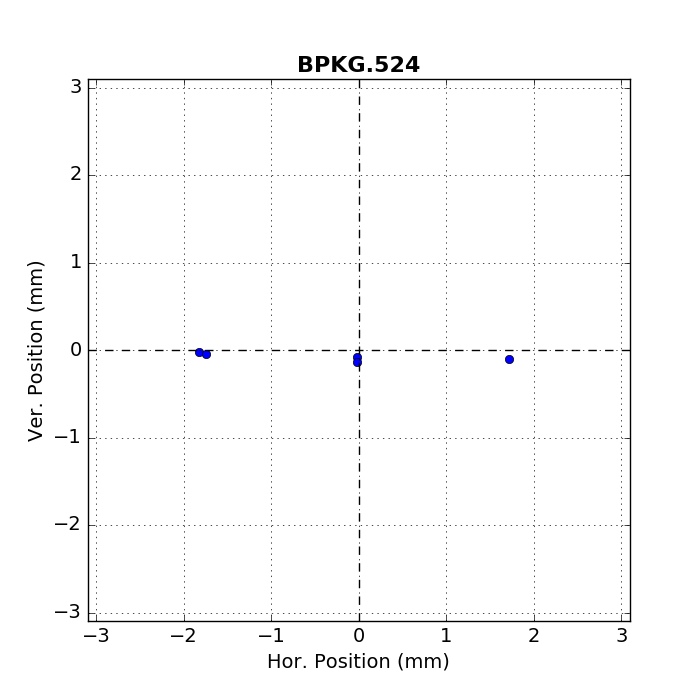 BPKG.524
3
2
1
0
−1
−2
−3
Ver. Position (mm)
−3 −2 −1 0 1 2 3
Hor. Position (mm)